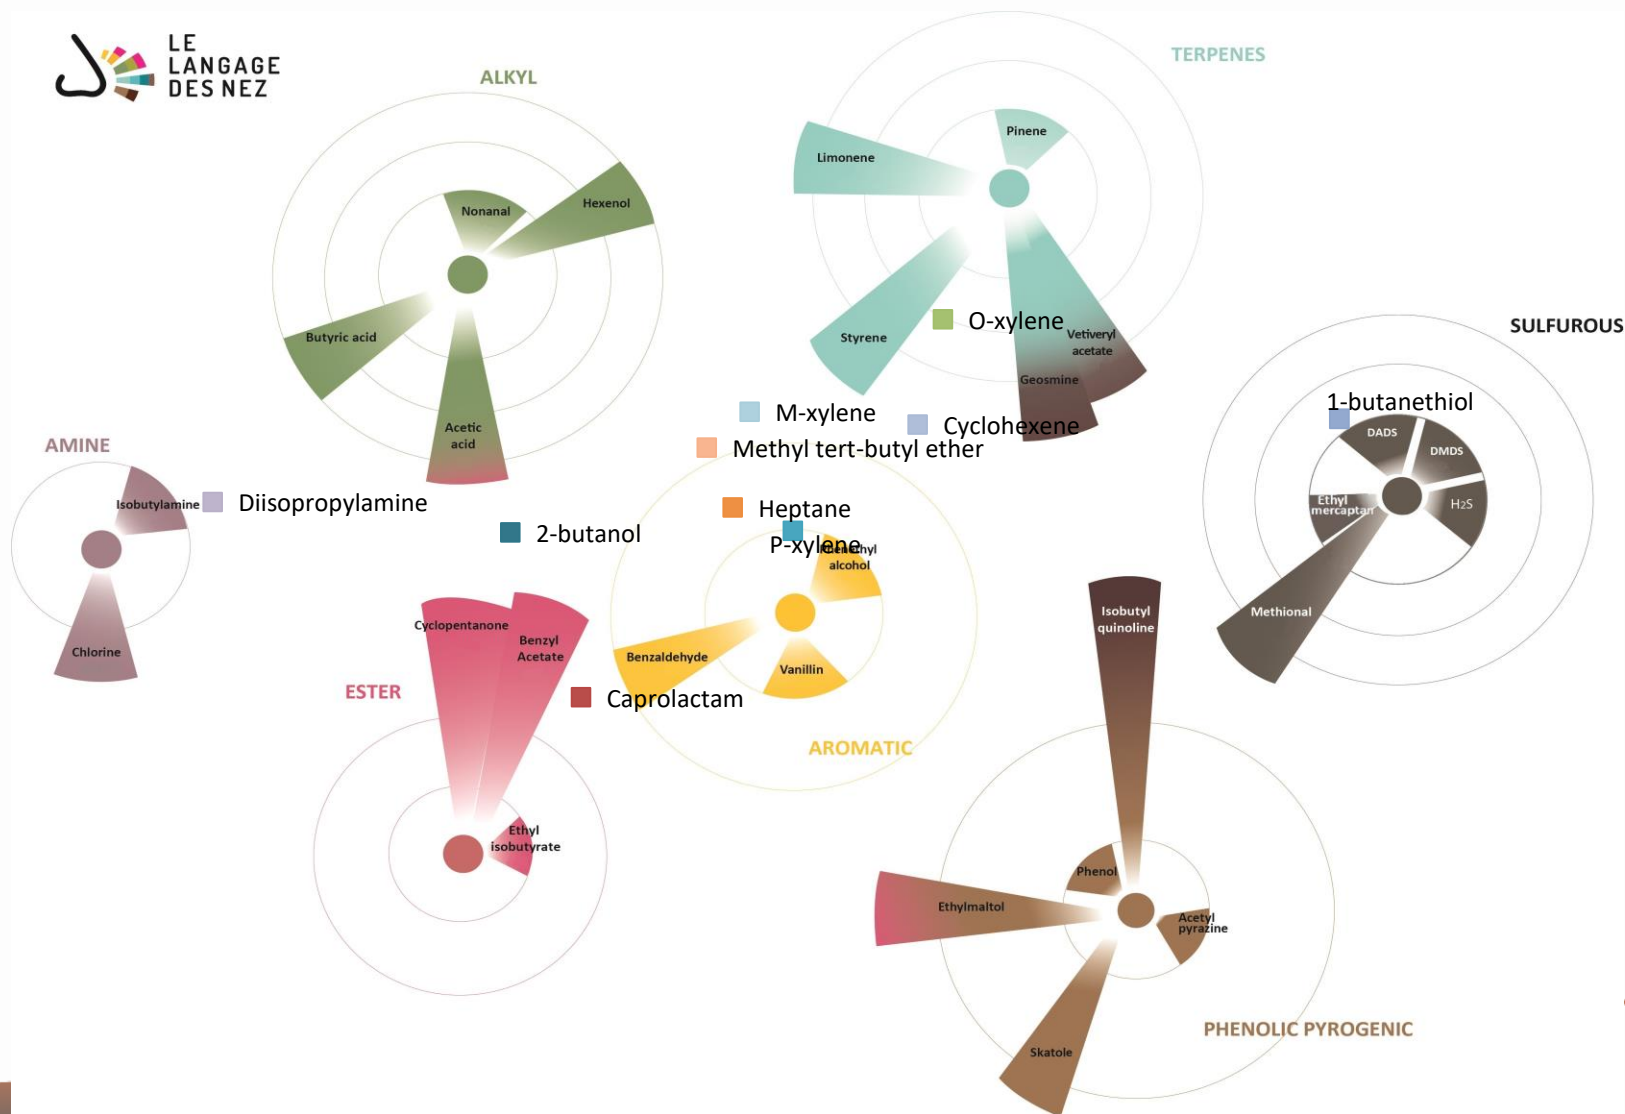 LE
LANGAGE
DES NEZ
ALKYL
TERPENES
Nonanal
Hexenol
Butyric acid
Acetic
acid
Pinene
Limonene
Styrene
O-xylene
Vetiveryl
acetate
Geosmine
SULFUROUS
1-butanethiol
DADS
DMDS
Ethyl
mercaptan
H2S
Methional
M-xylene
Cyclohexene
Methyl tert-butyl ether
AMINE
Isobutylamine
Diisopropylamine
Chlorine
2-butanol
Heptane
P-xylene
Phenethyl
alcohol
Benzaldehyde
Vanillin
AROMATIC
Cyclopentanone
Benzyl
Acetate
ESTER
Caprolactam
Ethyl
isobutyrate
Isobutyl
quinoline
Phenol
Ethylmaltol
Acetyl
pyrazine
Skatole
PHENOLIC PYROGENIC